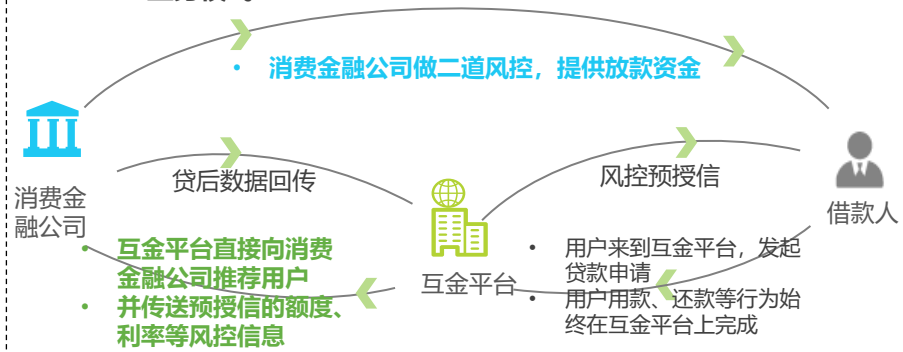 • 消费金融公司做二道风控，提供放款资金
贷后数据回传
风控预授信
消费金
融公司
借款人
• 互金平台直接向消费
金融公司推荐用户
• 并传送预授信的额度、
利率等风控信息
互金平台
• 用户来到互金平台，发起
贷款申请
• 用户用款、还款等行为始
终在互金平台上完成